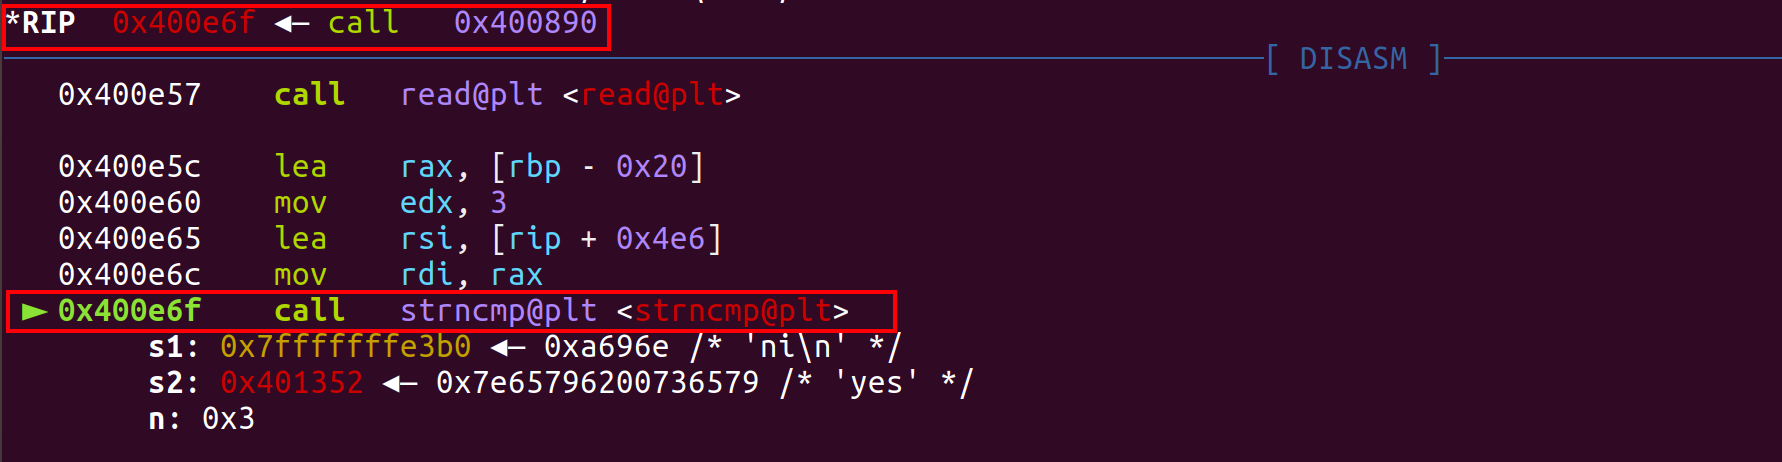 *RIP  0x400e6f ◂— call   0x400890
[ DISASM ]
0x400e57    call   read@plt <read@plt>
0x400e5c    lea    rax, [rbp - 0x20]
0x400e60    mov    edx, 3
0x400e65    lea    rsi, [rip + 0x4e6]
0x400e6c    mov    rdi, rax
► 0x400e6f    call   strncmp@plt <strncmp@plt>
s1: 0x7fffffffe3b0 ◂— 0xa696e /* 'ni\n' */
s2: 0x401352 ◂— 0x7e65796200736579 /* 'yes' */
n: 0x3